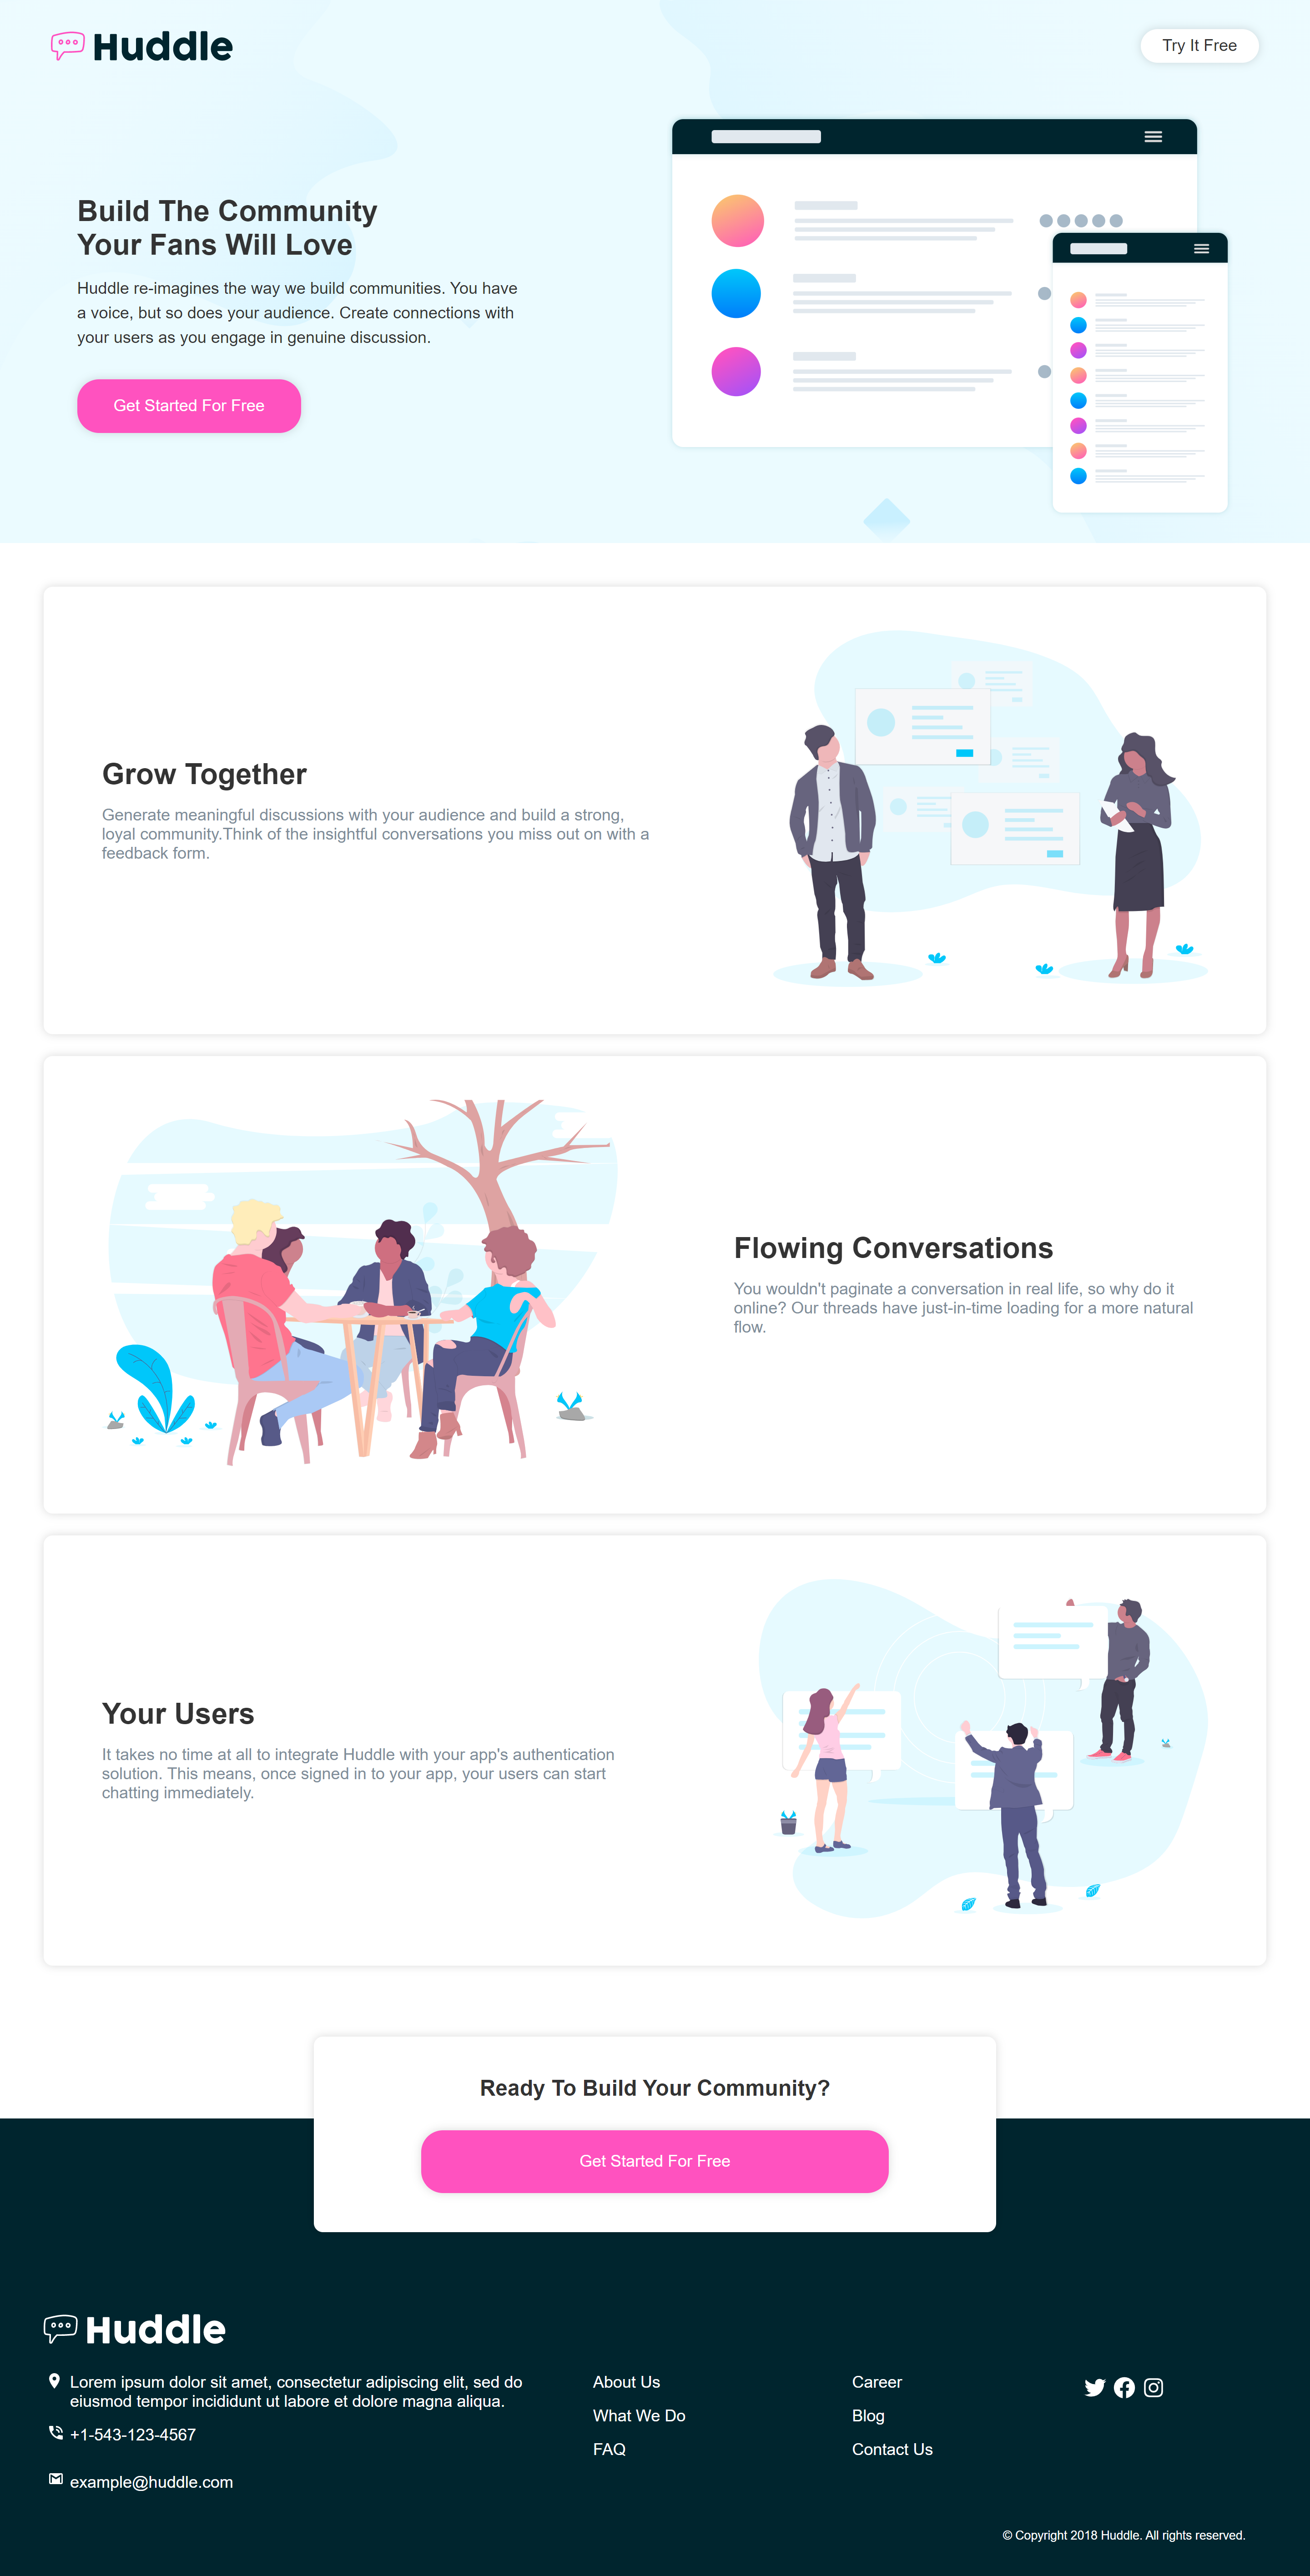 Huddle
Try It Free
Build The Community
Your Fans Will Love
Huddle re-imagines the way we build communities. You have
a voice, but so does your audience. Create connections with
your users as you engage in genuine discussion.
Get Started For Free
Grow Together
Generate meaningful discussions with your audience and build a strong,
loyal community.Think of the insightful conversations you miss out on with a
feedback form.
Flowing Conversations
You wouldn't paginate a conversation in real life, so why do it
online? Our threads have just-in-time loading for a more natural
flow.
Your Users
It takes no time at all to integrate Huddle with your app's authentication
solution. This means, once signed in to your app, your users can start
chatting immediately.
Ready To Build Your Community?
Get Started For Free
Huddle
Lorem ipsum dolor sit amet, consectetur adipiscing elit, sed do
eiusmod tempor incididunt ut labore et dolore magna aliqua.
+1-543-123-4567
example@huddle.com
About Us
What We Do
FAQ
Career
Blog
Contact Us
© Copyright 2018 Huddle. All rights reserved.